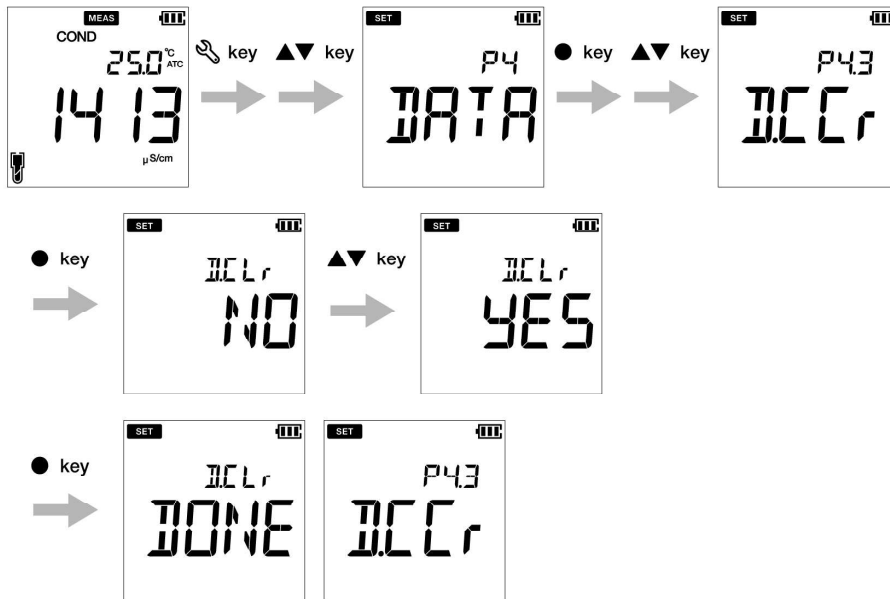 MEAS
COND
25.0 °C
ATC
1413
µS/cm
key
▲▼ key
SET
P4
DATA
● key
▲▼ key
SET
P4.3
D.CCr
● key
SET
D.CLr
NO
▲▼ key
SET
D.CLr
YES
● key
SET
D.CLr
DONE
SET
P4.3
D.CCr